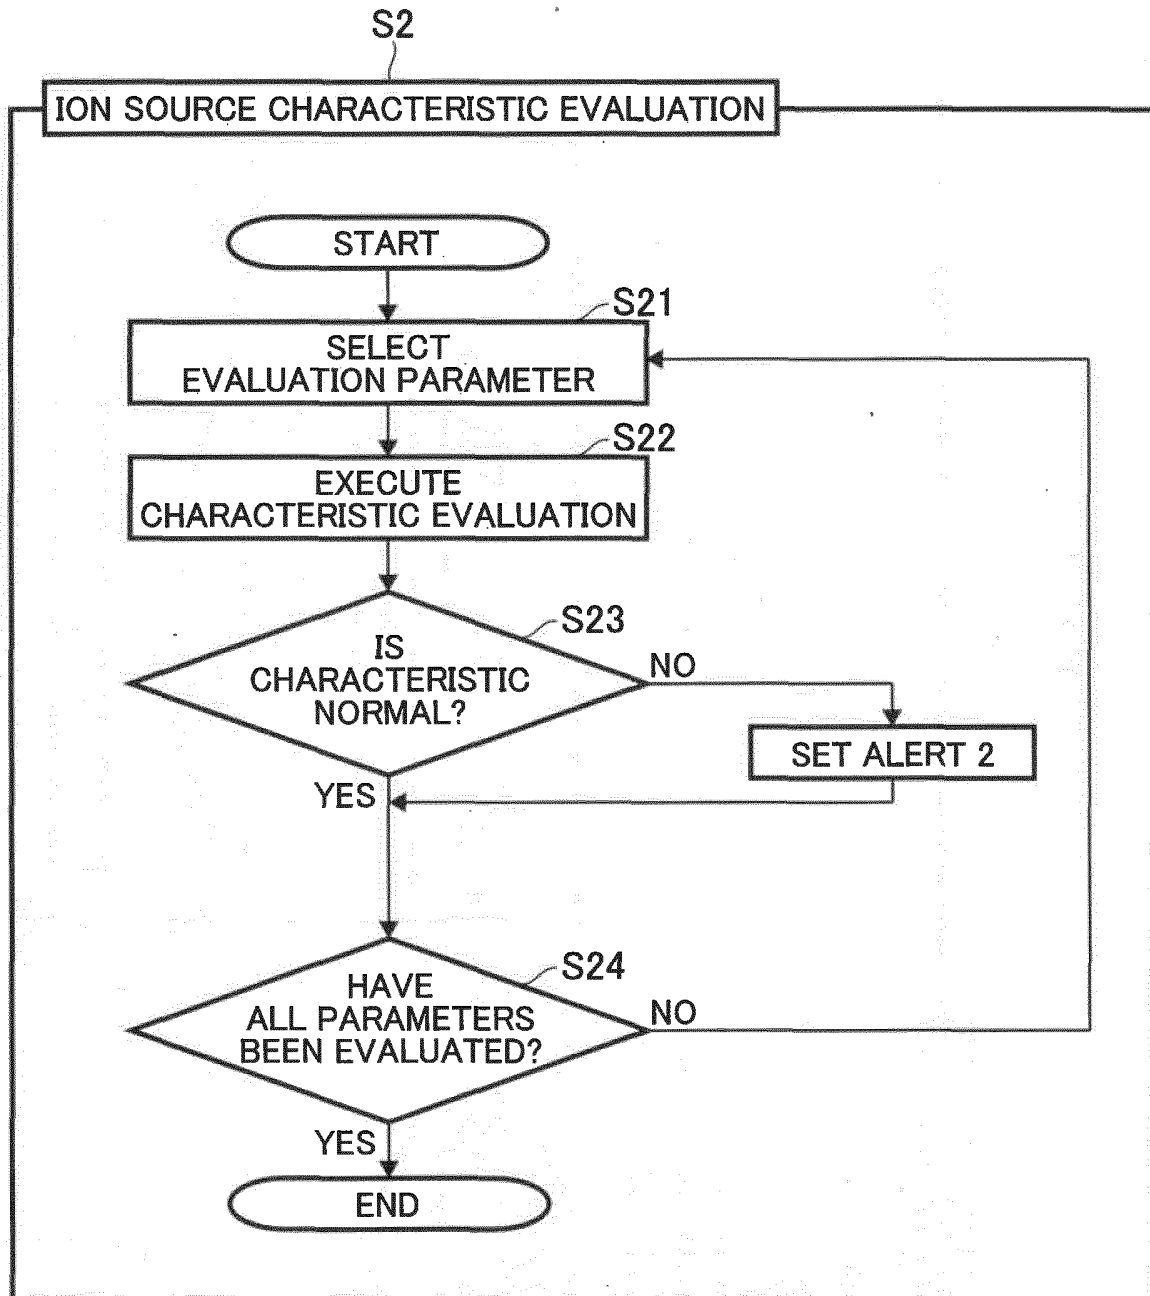 S2
ION SOURCE CHARACTERISTIC EVALUATION
START
S21
SELECT
EVALUATION PARAMETER
S22
EXECUTE
CHARACTERISTIC EVALUATION
S23
IS
CHARACTERISTIC
NORMAL?
NO
SET ALERT 2
YES
S24
HAVE
ALL PARAMETERS
BEEN EVALUATED?
NO
YES
END